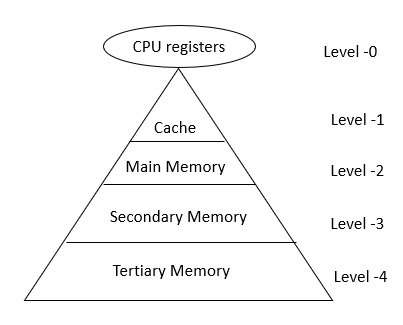 CPU registers Level -0
Cache Level -1
Main Memory Level -2
Secondary Memory Level -3
Tertiary Memory Level -4